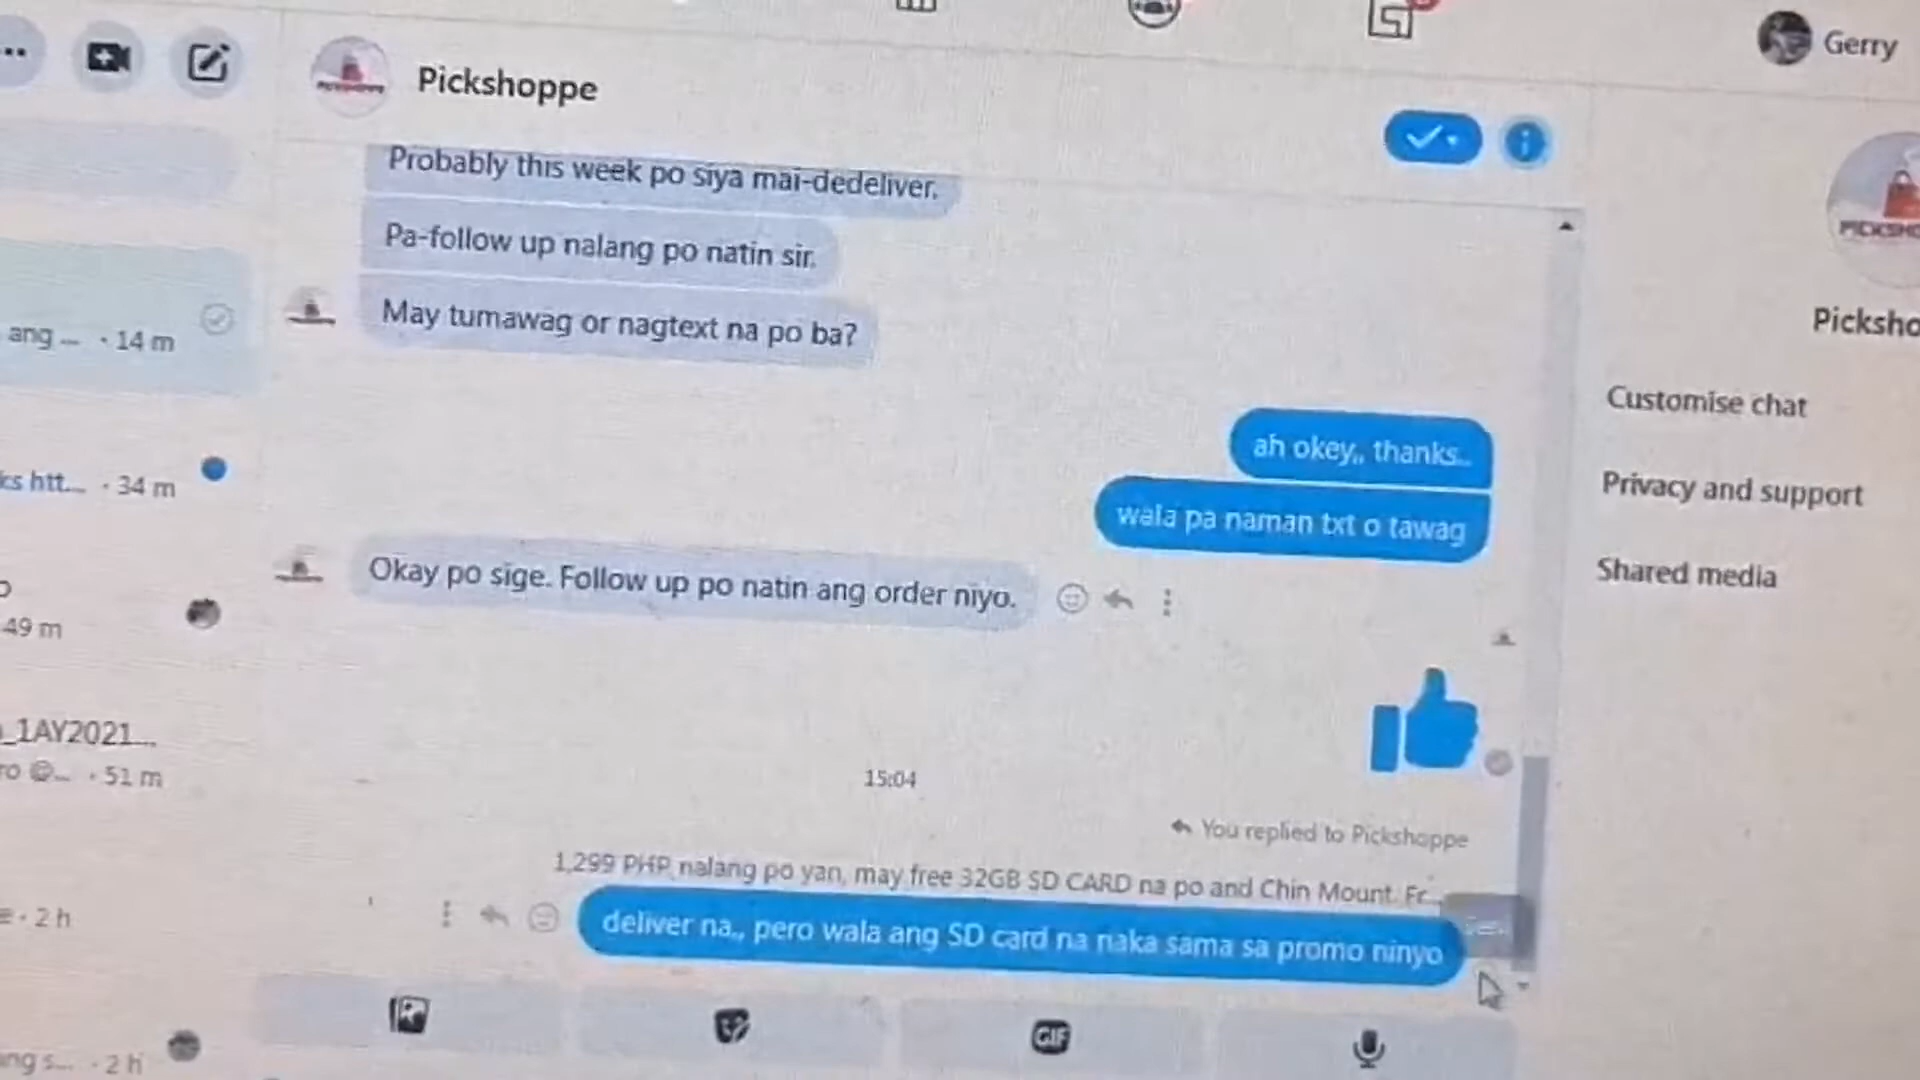 Gerry
Pickshoppe
Probably this week po siya mai-dedeliver.
Pa-follow up nalang po natin sir.
May tumawag or nagtext na po ba?
ang ... · 14 m
ah okey,, thanks..
wala pa naman txt o tawag
ks htt... · 34 m
Okay po sige. Follow up po natin ang order niyo.
49 m
_1AY2021...
ro @... · 51 m
15:04
You replied to Pickshoppe
1,299 PHP nalang po yan, may free 32GB SD CARD na po and Chin Mount. Fr...
deliver na,, pero wala ang SD card na naka sama sa promo ninyo
· 2 h
ng s... · 2 h
GIF
PICKSHO
Picksho
Customise chat
Privacy and support
Shared media